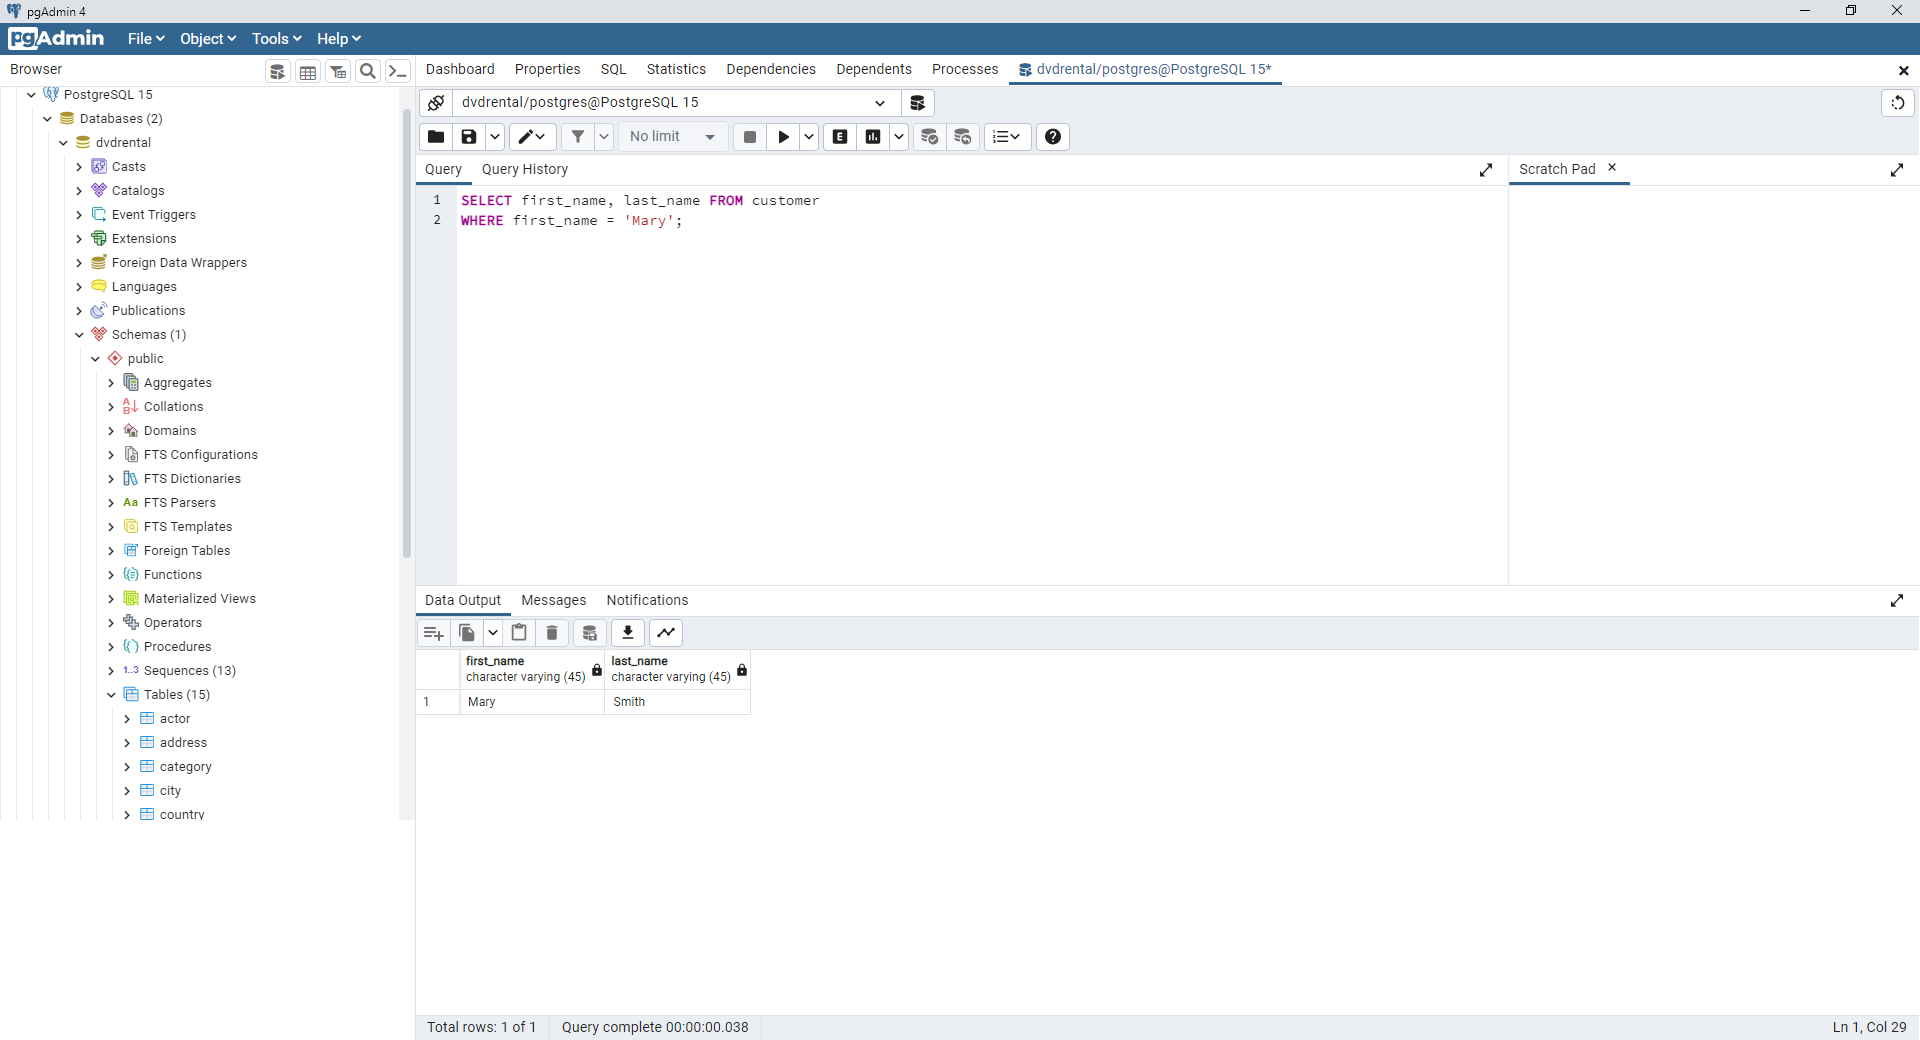 pgAdmin 4
pgAdmin File Object Tools Help
Browser
PostgreSQL 15
Databases (2)
dvdrental
Casts
Catalogs
Event Triggers
Extensions
Foreign Data Wrappers
Languages
Publications
Schemas (1)
public
Aggregates
Collations
Domains
FTS Configurations
FTS Dictionaries
Aa FTS Parsers
FTS Templates
Foreign Tables
Functions
Materialized Views
Operators
Procedures
1..3 Sequences (13)
Tables (15)
actor
address
category
city
country
Dashboard Properties SQL Statistics Dependencies Dependents Processes dvdrental/postgres@PostgreSQL 15*
dvdrental/postgres@PostgreSQL 15
No limit E
Query Query History
Scratch Pad
1 SELECT first_name, last_name FROM customer
2 WHERE first_name = 'Mary';
Data Output Messages Notifications
first_name last_name
character varying (45) character varying (45)
1 Mary Smith
Total rows: 1 of 1 Query complete 00:00:00.038 Ln 1, Col 29